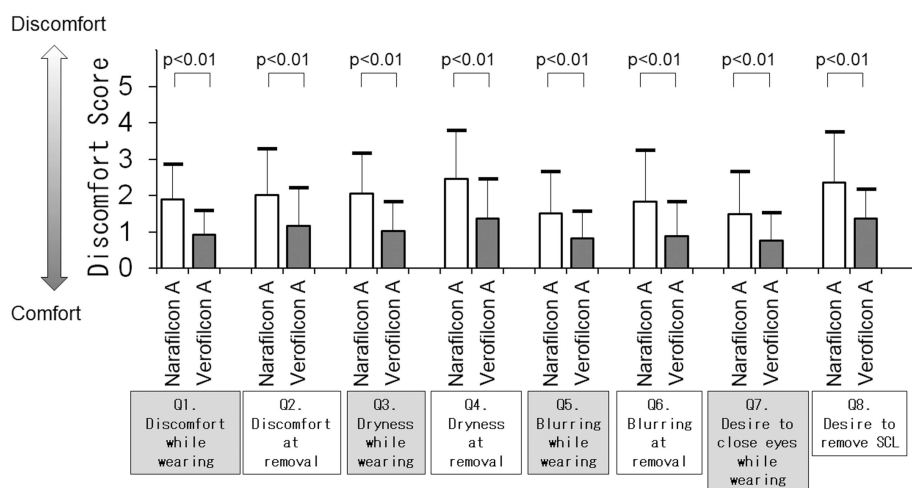 Discomfort
Comfort
Discomfort Score
5
4
3
2
1
0
p<0.01
p<0.01
p<0.01
p<0.01
p<0.01
p<0.01
p<0.01
p<0.01
Narafilcon A
Verofilcon A
Narafilcon A
Verofilcon A
Narafilcon A
Verofilcon A
Narafilcon A
Verofilcon A
Narafilcon A
Verofilcon A
Narafilcon A
Verofilcon A
Narafilcon A
Verofilcon A
Narafilcon A
Verofilcon A
Q1.
Discomfort
while
wearing
Q2.
Discomfort
at
removal
Q3.
Dryness
while
wearing
Q4.
Dryness
at
removal
Q5.
Blurring
while
wearing
Q6.
Blurring
at
removal
Q7.
Desire to
close eyes
while
wearing
Q8.
Desire to
remove SCL